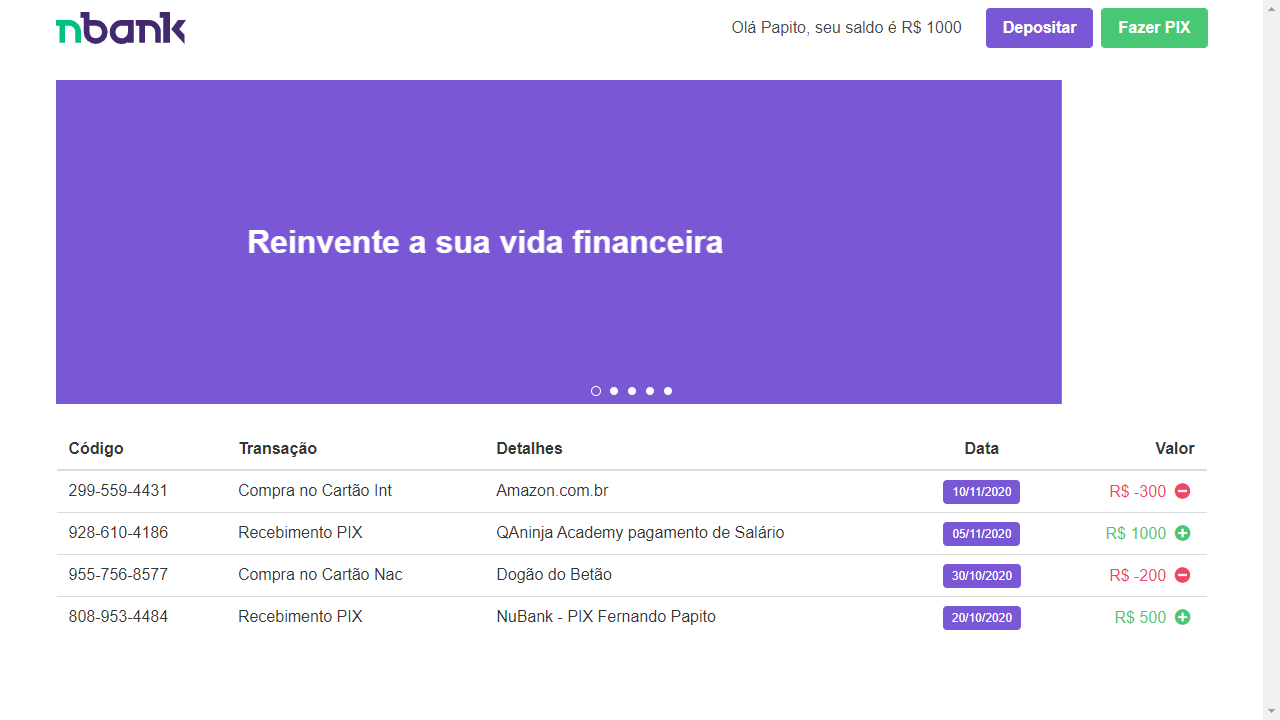 nbank
Olá Papito, seu saldo é R$ 1000 Depositar Fazer PIX
Reinvente a sua vida financeira
Código Transação Detalhes Data Valor
299-559-4431 Compra no Cartão Int Amazon.com.br 10/11/2020 R$ -300
928-610-4186 Recebimento PIX QAninja Academy pagamento de Salário 05/11/2020 R$ 1000
955-756-8577 Compra no Cartão Nac Dogão do Betão 30/10/2020 R$ -200
808-953-4484 Recebimento PIX NuBank - PIX Fernando Papito 20/10/2020 R$ 500